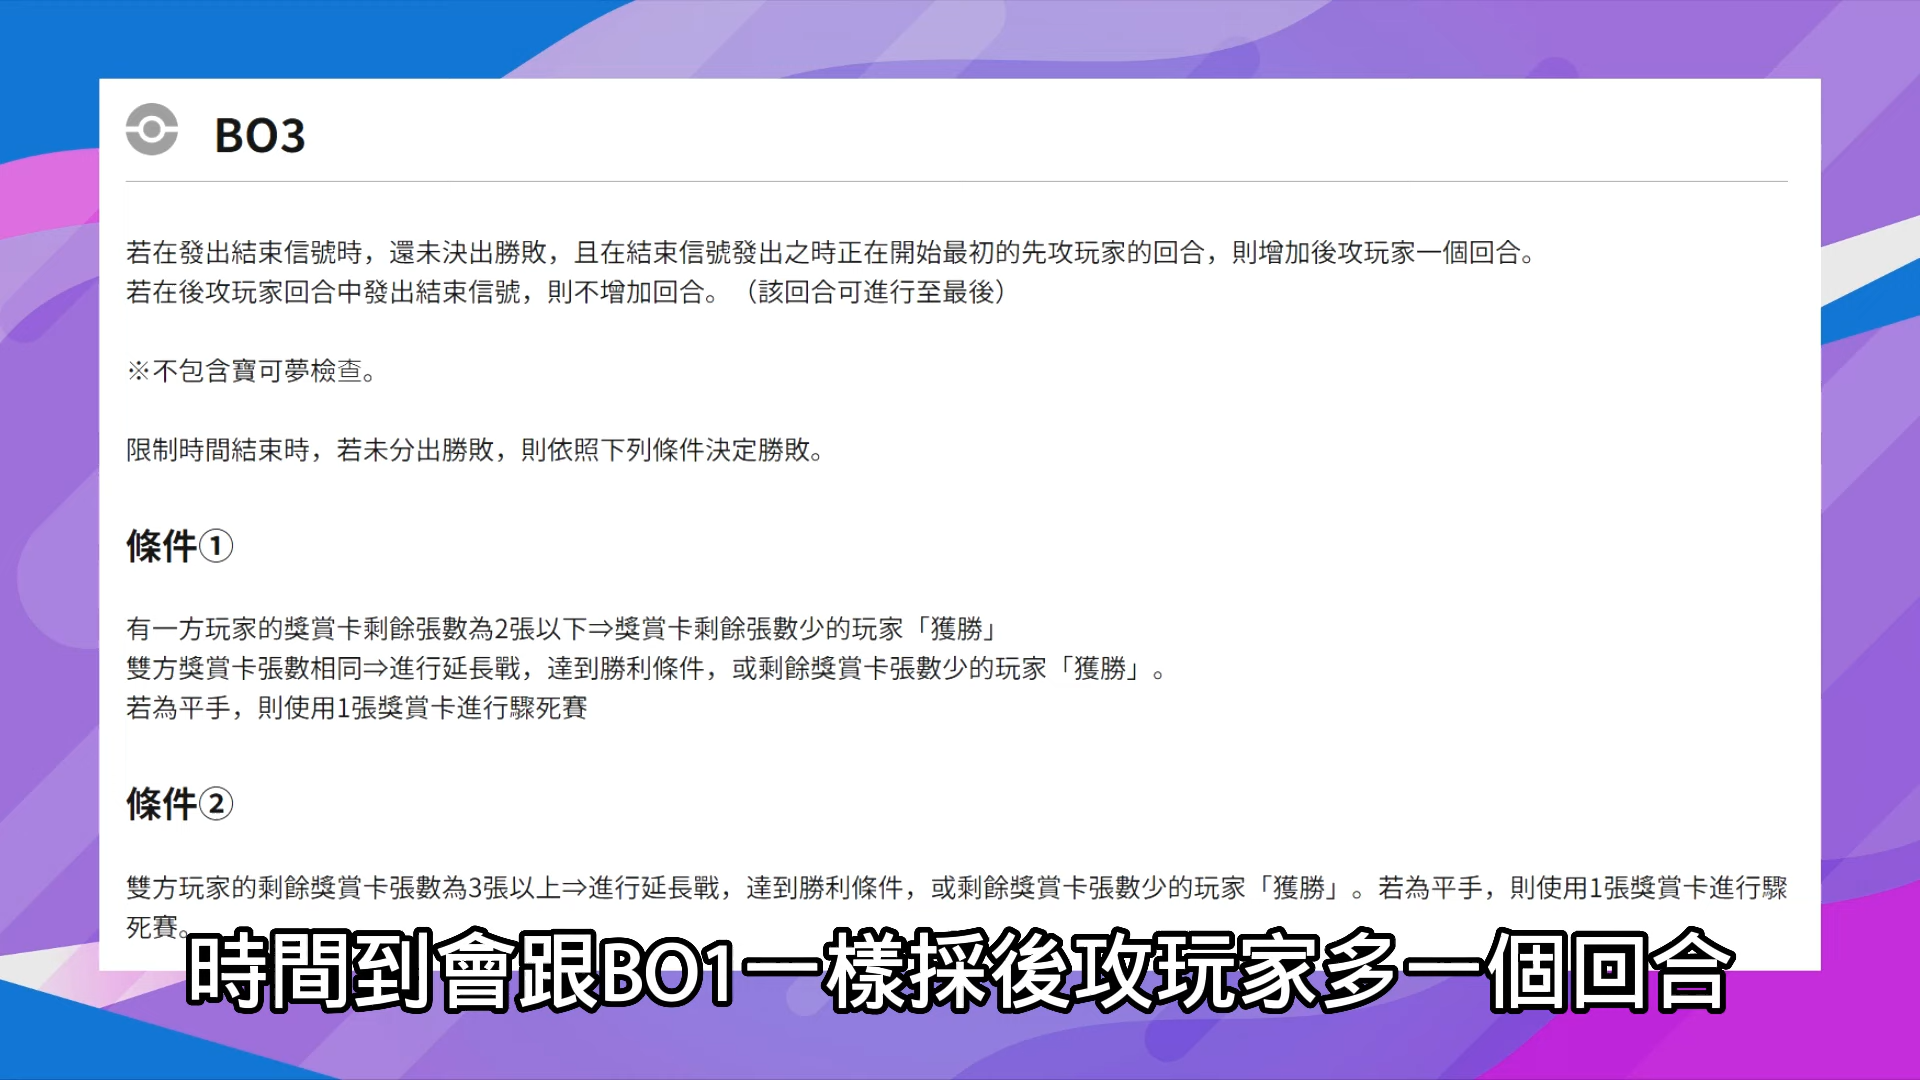 BO3
若在發出結束信號時，還未決出勝敗，且在結束信號發出之時正在開始最初的先攻玩家的回合，則增加後攻玩家一個回合。
若在後攻玩家回合中發出結束信號，則不增加回合。（該回合可進行至最後）
※不包含寶可夢檢查。
限制時間結束時，若未分出勝敗，則依照下列條件決定勝敗。
條件①
有一方玩家的獎賞卡剩餘張數為2張以下⇒獎賞卡剩餘張數少的玩家「獲勝」
雙方獎賞卡張數相同⇒進行延長戰，達到勝利條件，或剩餘獎賞卡張數少的玩家「獲勝」。
若為平手，則使用1張獎賞卡進行驟死賽
條件②
雙方玩家的剩餘獎賞卡張數為3張以上⇒進行延長戰，達到勝利條件，或剩餘獎賞卡張數少的玩家「獲勝」。若為平手，則使用1張獎賞卡進行驟
死賽。
時間到會跟BO1一樣採後攻玩家多一個回合